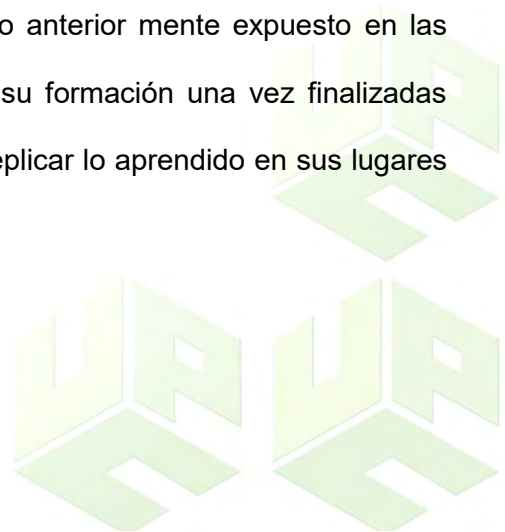 o anterior mente expuesto en las
su formación una vez finalizadas
eplicar lo aprendido en sus lugares